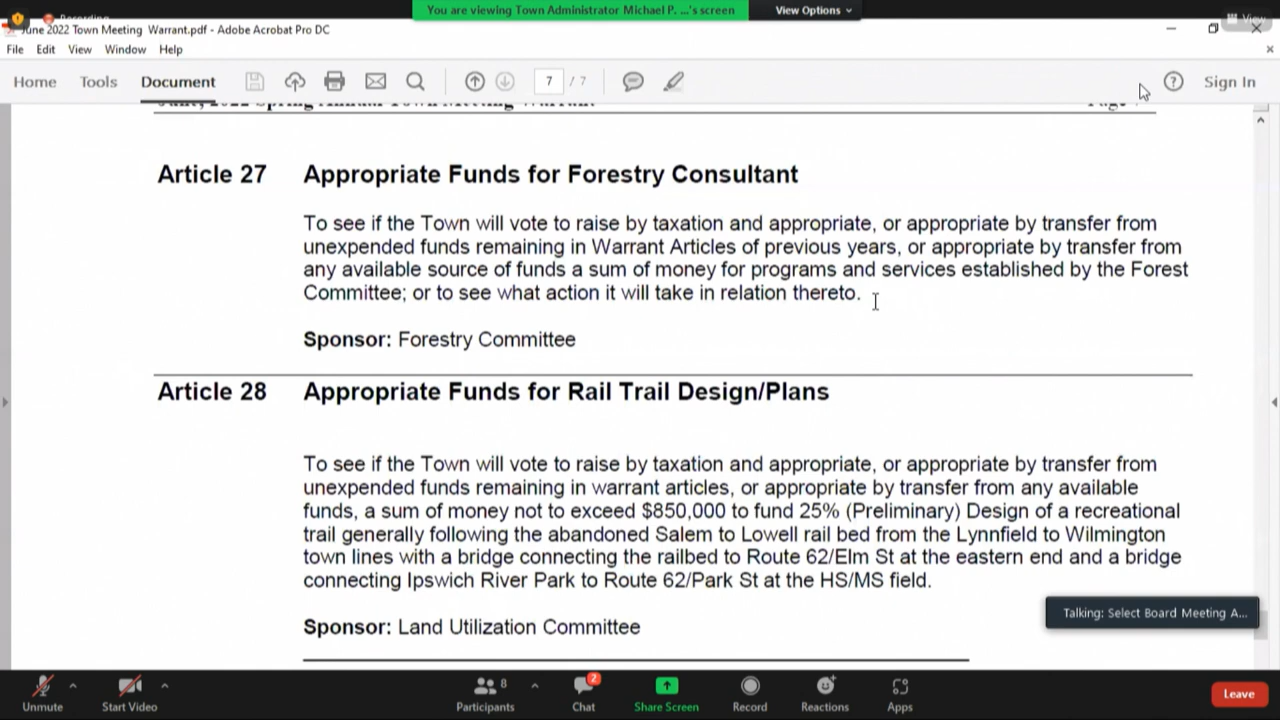 Recording
You are viewing Town Administrator Michael P. ...'s screen
View Options
View
June 2022 Town Meeting Warrant.pdf - Adobe Acrobat Pro DC
File Edit View Window Help
Home Tools Document 7 / 7 Sign In
June, 2022 Spring Annual Town Meeting Warrant
Article 27 Appropriate Funds for Forestry Consultant
To see if the Town will vote to raise by taxation and appropriate, or appropriate by transfer from
unexpended funds remaining in Warrant Articles of previous years, or appropriate by transfer from
any available source of funds a sum of money for programs and services established by the Forest
Committee; or to see what action it will take in relation thereto.
Sponsor: Forestry Committee
Article 28 Appropriate Funds for Rail Trail Design/Plans
To see if the Town will vote to raise by taxation and appropriate, or appropriate by transfer from
unexpended funds remaining in warrant articles, or appropriate by transfer from any available
funds, a sum of money not to exceed $850,000 to fund 25% (Preliminary) Design of a recreational
trail generally following the abandoned Salem to Lowell rail bed from the Lynnfield to Wilmington
town lines with a bridge connecting the railbed to Route 62/Elm St at the eastern end and a bridge
connecting Ipswich River Park to Route 62/Park St at the HS/MS field.
Talking: Select Board Meeting A...
Sponsor: Land Utilization Committee
8
2
Unmute Start Video Participants Chat Share Screen Record Reactions Apps Leave